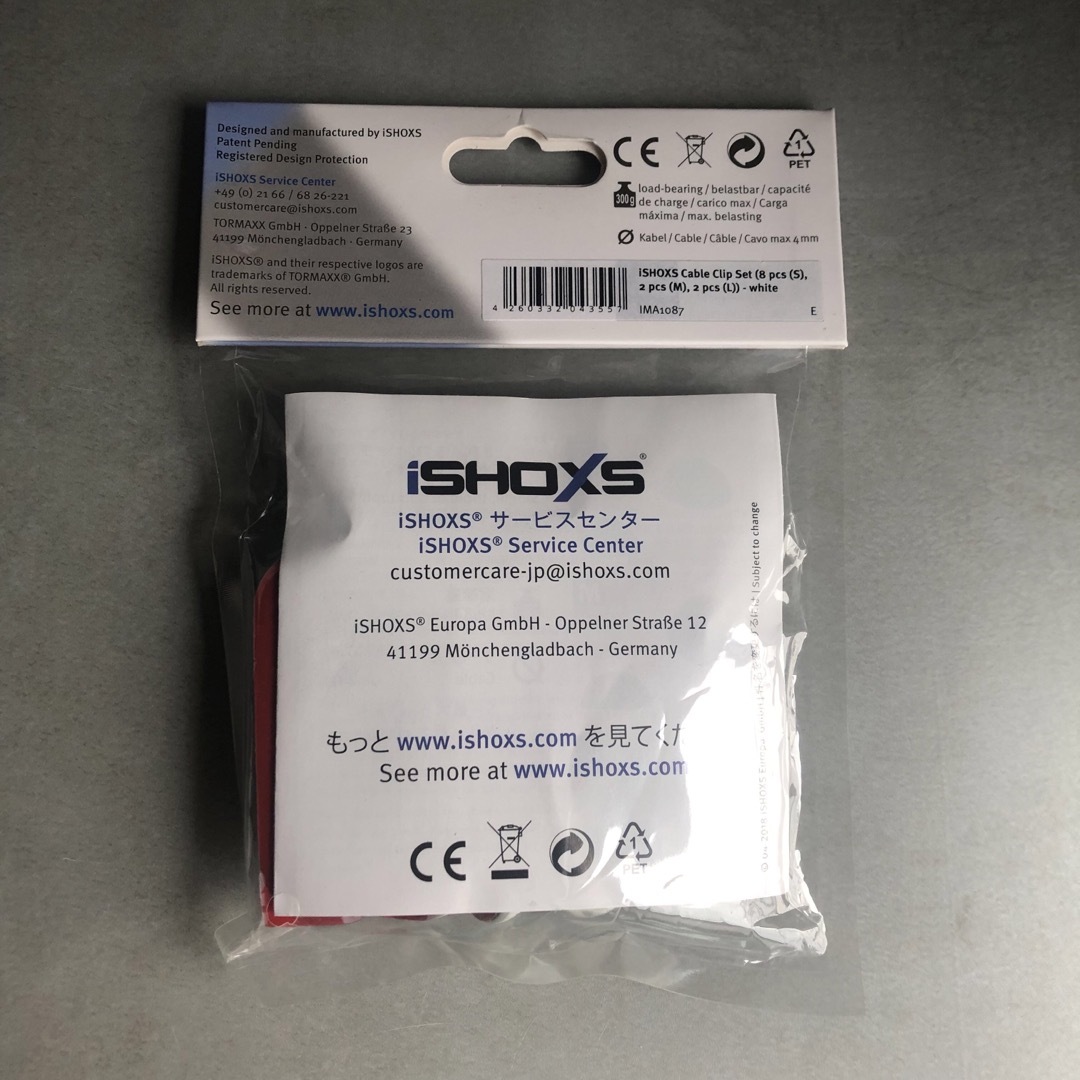 Designed and manufactured by iSHOXS
Patent Pending
Registered Design Protection
iSHOXS Service Center
+49 (0) 21 66 / 68 26-221
customercare@ishoxs.com
TORMAXX GmbH - Oppelner Straße 23
41199 Mönchengladbach - Germany
iSHOXS® and their respective logos are
trademarks of TORMAXX® GmbH.
All rights reserved.
See more at www.ishoxs.com
CE
1
PET
300g
load-bearing / belastbar / capacité
de charge / carico max / Carga
máxima / max. belasting
Ø Kabel / Cable / Câble / Cavo max 4mm
4 260332 043557
iSHOXS Cable Clip Set (8 pcs (S),
2 pcs (M), 2 pcs (L)) - white
IMA1087 E
iSHOXS®
iSHOXS® サービスセンター
iSHOXS® Service Center
customercare-jp@ishoxs.com
iSHOXS® Europa GmbH - Oppelner Straße 12
41199 Mönchengladbach - Germany
もっと www.ishoxs.com を見てくだ
See more at www.ishoxs.com
CE
1
PET
© 04-2018 iSHOXS Europa GmbH | Subject to change